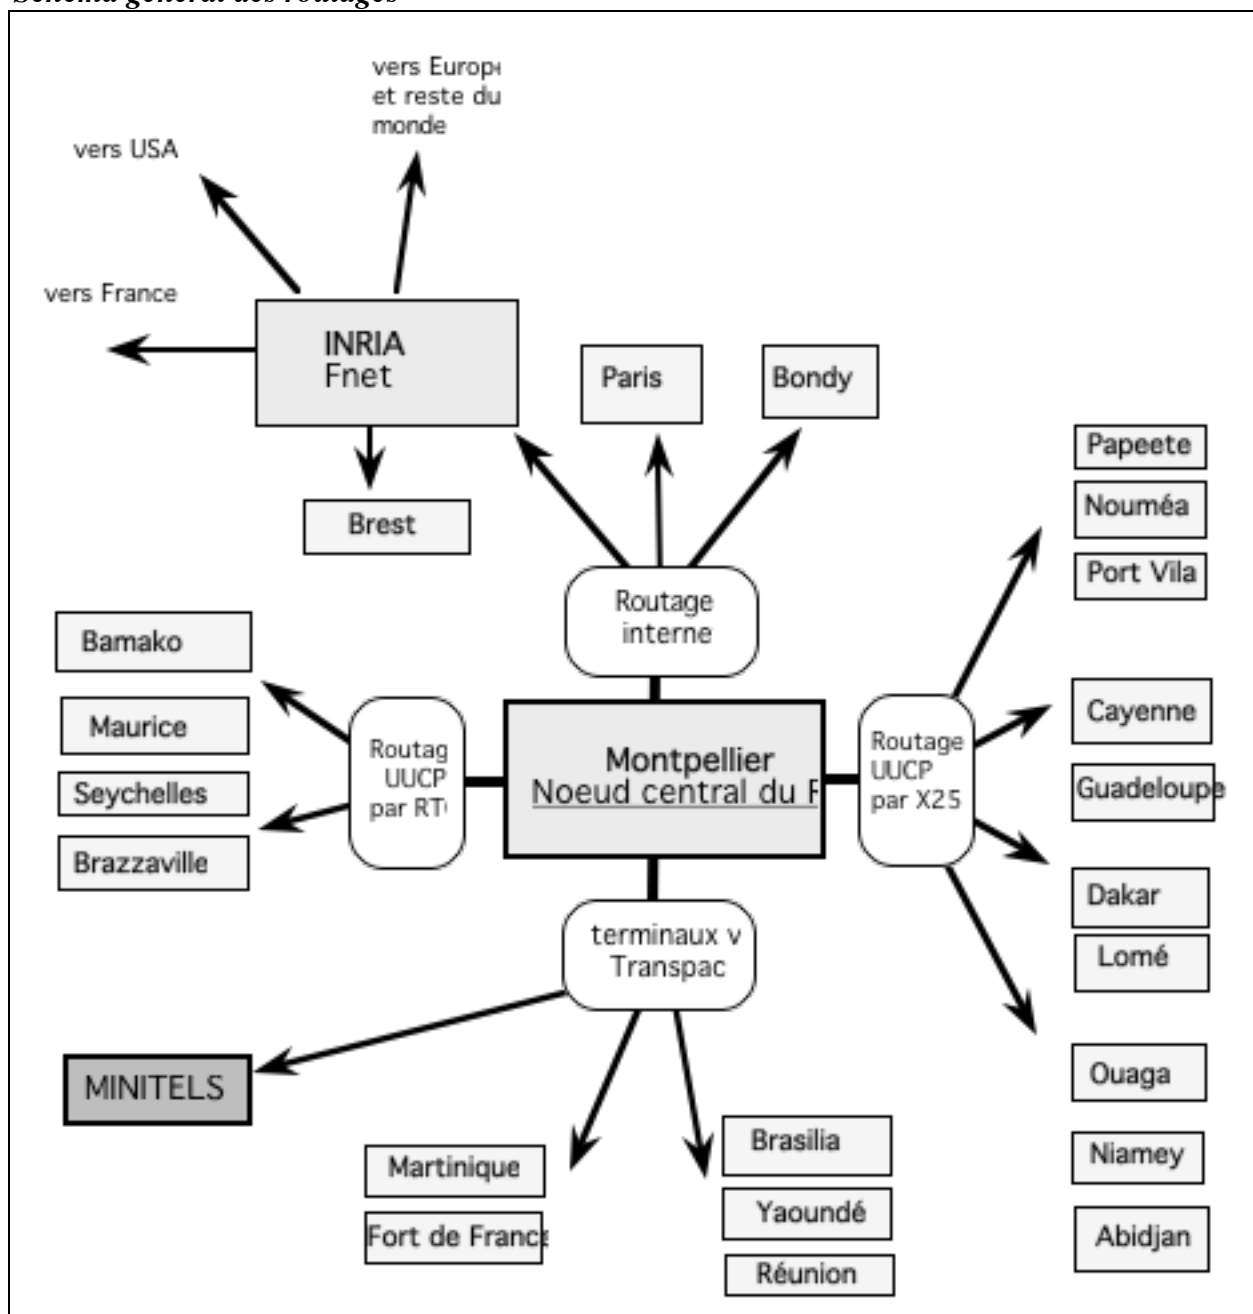 Schéma général des routages
vers Europe
et reste du
monde
vers USA
vers France
INRIA
Fnet
Paris
Bondy
Brest
Papeete
Nouméa
Port Vila
Routage
interne
Bamako
Maurice
Seychelles
Brazzaville
Routag
UUCP
par RT
Montpellier
Noeud central du
Routage
UUCP
par X25
Cayenne
Guadeloupe
Dakar
Lomé
terminaux v
Transpac
MINITELS
Martinique
Fort de France
Brasilia
Yaoundé
Réunion
Ouaga
Niamey
Abidjan